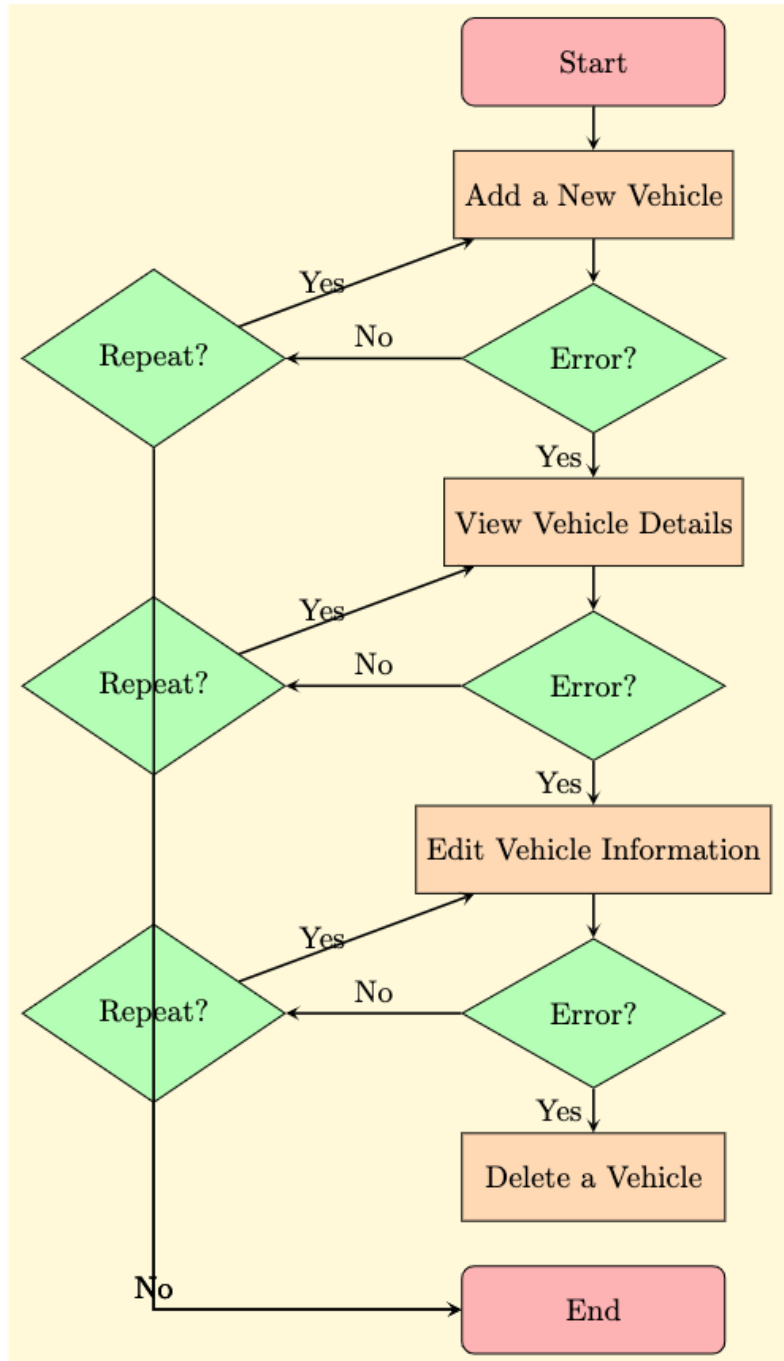 Start
Add a New Vehicle
Yes
Repeat?
No
Error?
Yes
View Vehicle Details
Yes
Repeat?
No
Error?
Yes
Edit Vehicle Information
Yes
Repeat?
No
Error?
Yes
Delete a Vehicle
No
End